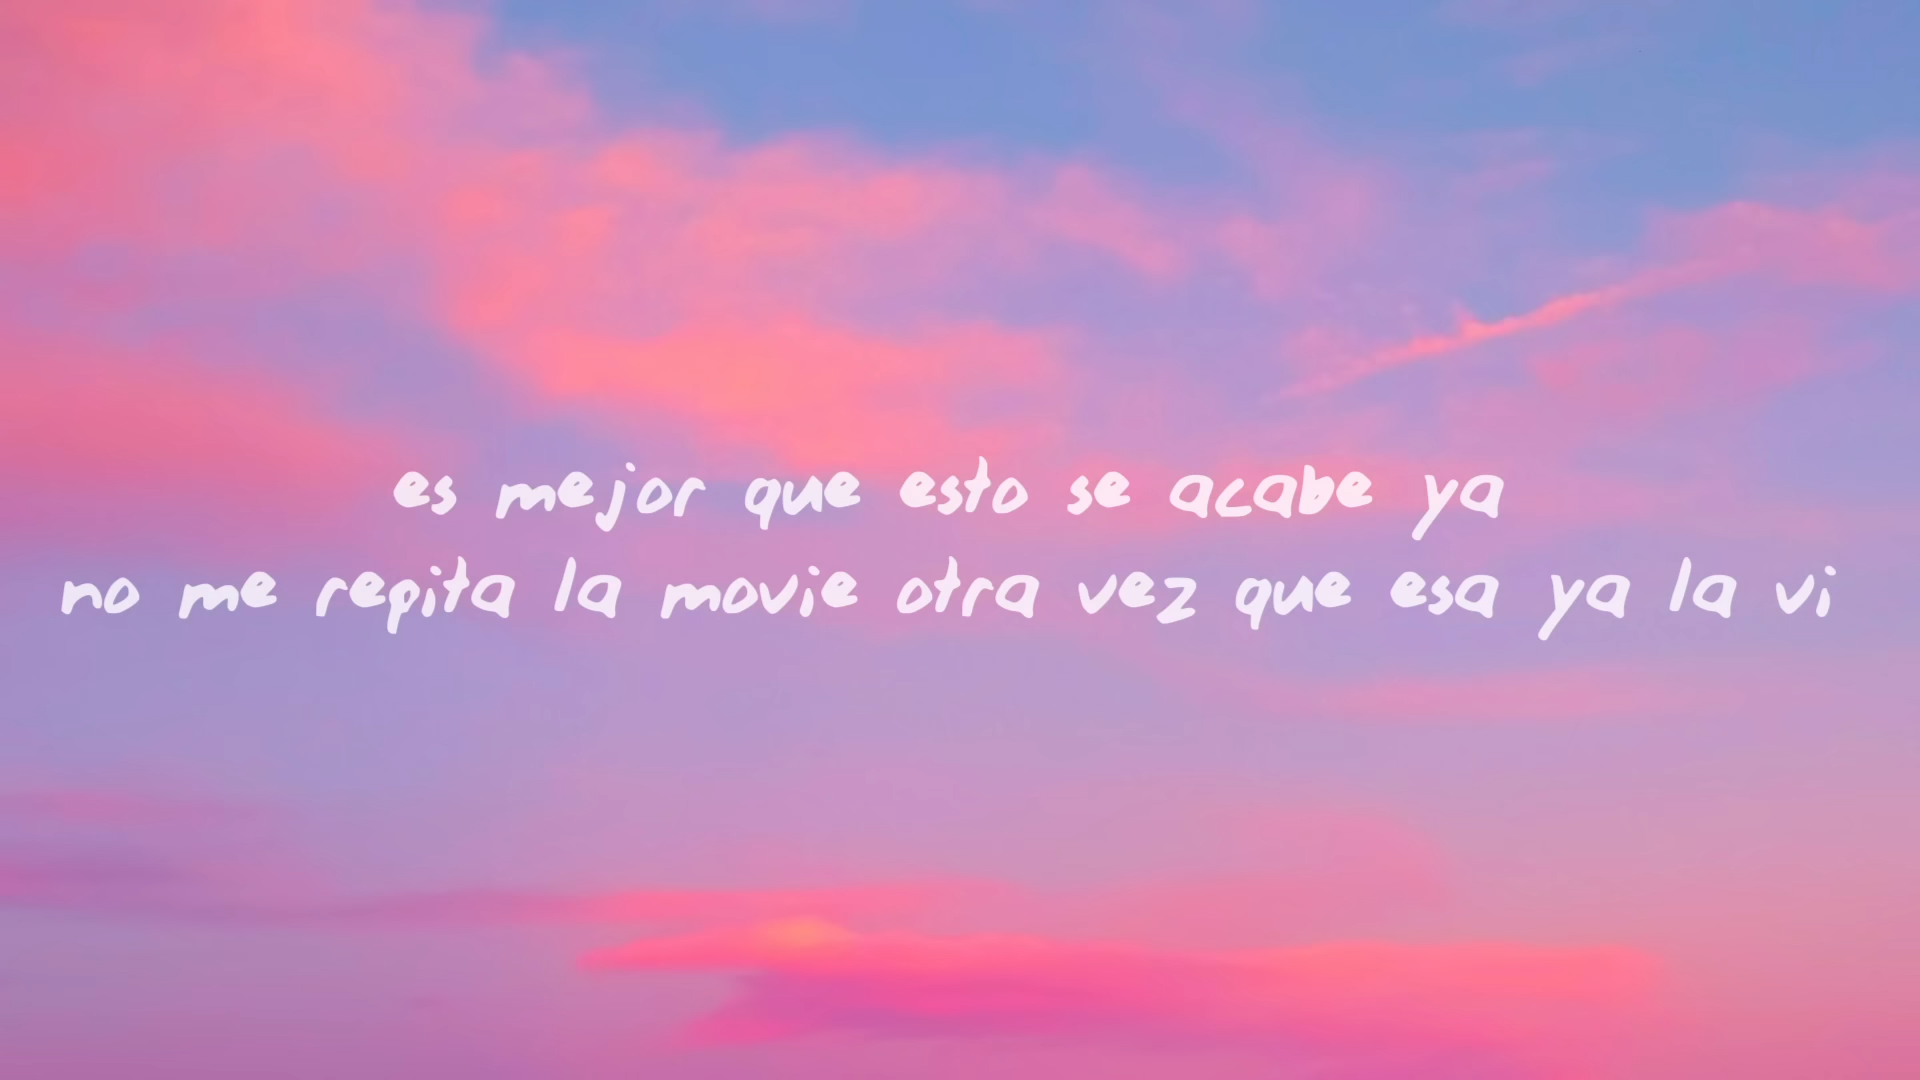 es mejor que esto se acabe ya
no me repita la movie otra vez que esa ya la vi